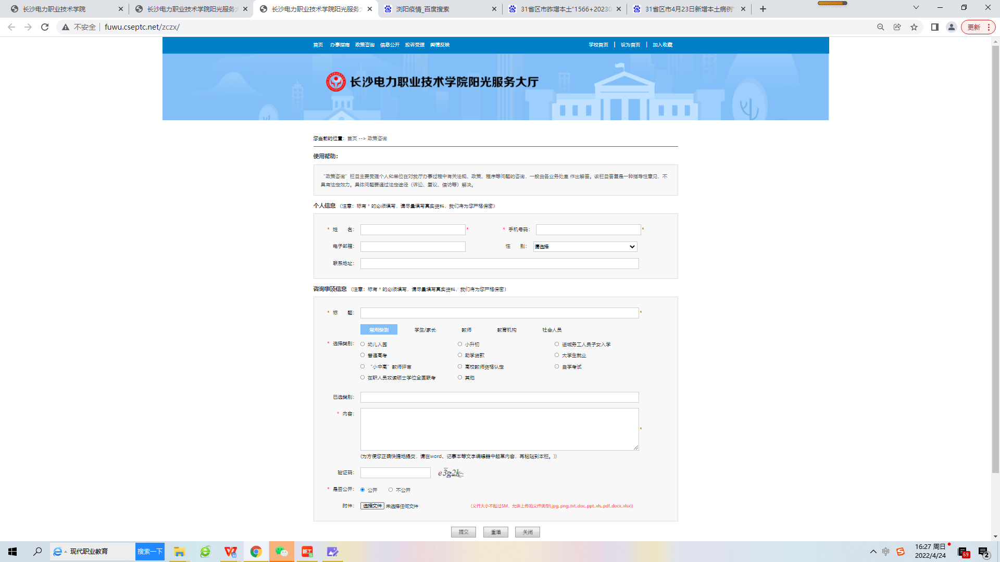 长沙电力职业技术学院
长沙电力职业技术学院阳光服务大
长沙电力职业技术学院阳光服务大
浏阳疫情_百度搜索
31省区市昨增本土“1566+20230
31省区市4月23日新增本土病例“
不安全 fuwu.cseptc.net/zczx/
更新
首页 办事指南 政策咨询 信息公开 投诉受理 舆情反映
学校首页 | 设为首页 | 加入收藏
长沙电力职业技术学院阳光服务大厅
您当前的位置：首页 --> 政策咨询
使用帮助：
“政策咨询”栏目主要受理个人和单位在对我厅办事过程中有关法规、政策、程序等问题的咨询，一般由各业务处室 作出解答。该栏目答复是一种指导性意见，不
具有法定效力。具体问题要通过法定途径（诉讼、复议、信访等）解决。
个人信息 （注意：标有 * 的必须填写，请尽量填写真实资料，我们将为您严格保密）
* 姓 名： *
* 手机号码： *
电子邮箱：
性 别： 请选择
联系地址：
咨询事项信息 （注意：标有 * 的必须填写，请尽量填写真实资料，我们将为您严格保密）
* 标 题： *
常用类别 学生/家长 教师 教育机构 社会人员
* 选择类别： 幼儿入园 小升初 进城务工人员子女入学
普通高考 助学贷款 大学生就业
“小中高”教师评审 高校教师资格认定 自学考试
在职人员攻读硕士学位全国联考 其他
已选类别：
* 内容： *
(为方便您正确快捷地提交，请在word、记事本等文字编辑器中起草内容，再粘贴到本栏。))
验证码： e3g2k
* 是否公开： 公开 不公开
附件： 选择文件 未选择任何文件 (文件大小不超过5M，允许上传的文件类型(.jpg,.png,.txt,.doc,.ppt,.xls,.pdf,.docx,.xlsx))
提交 重填 关闭
现代职业教育 搜索一下
新工
中
16:27 周日
2022/4/24
69
2